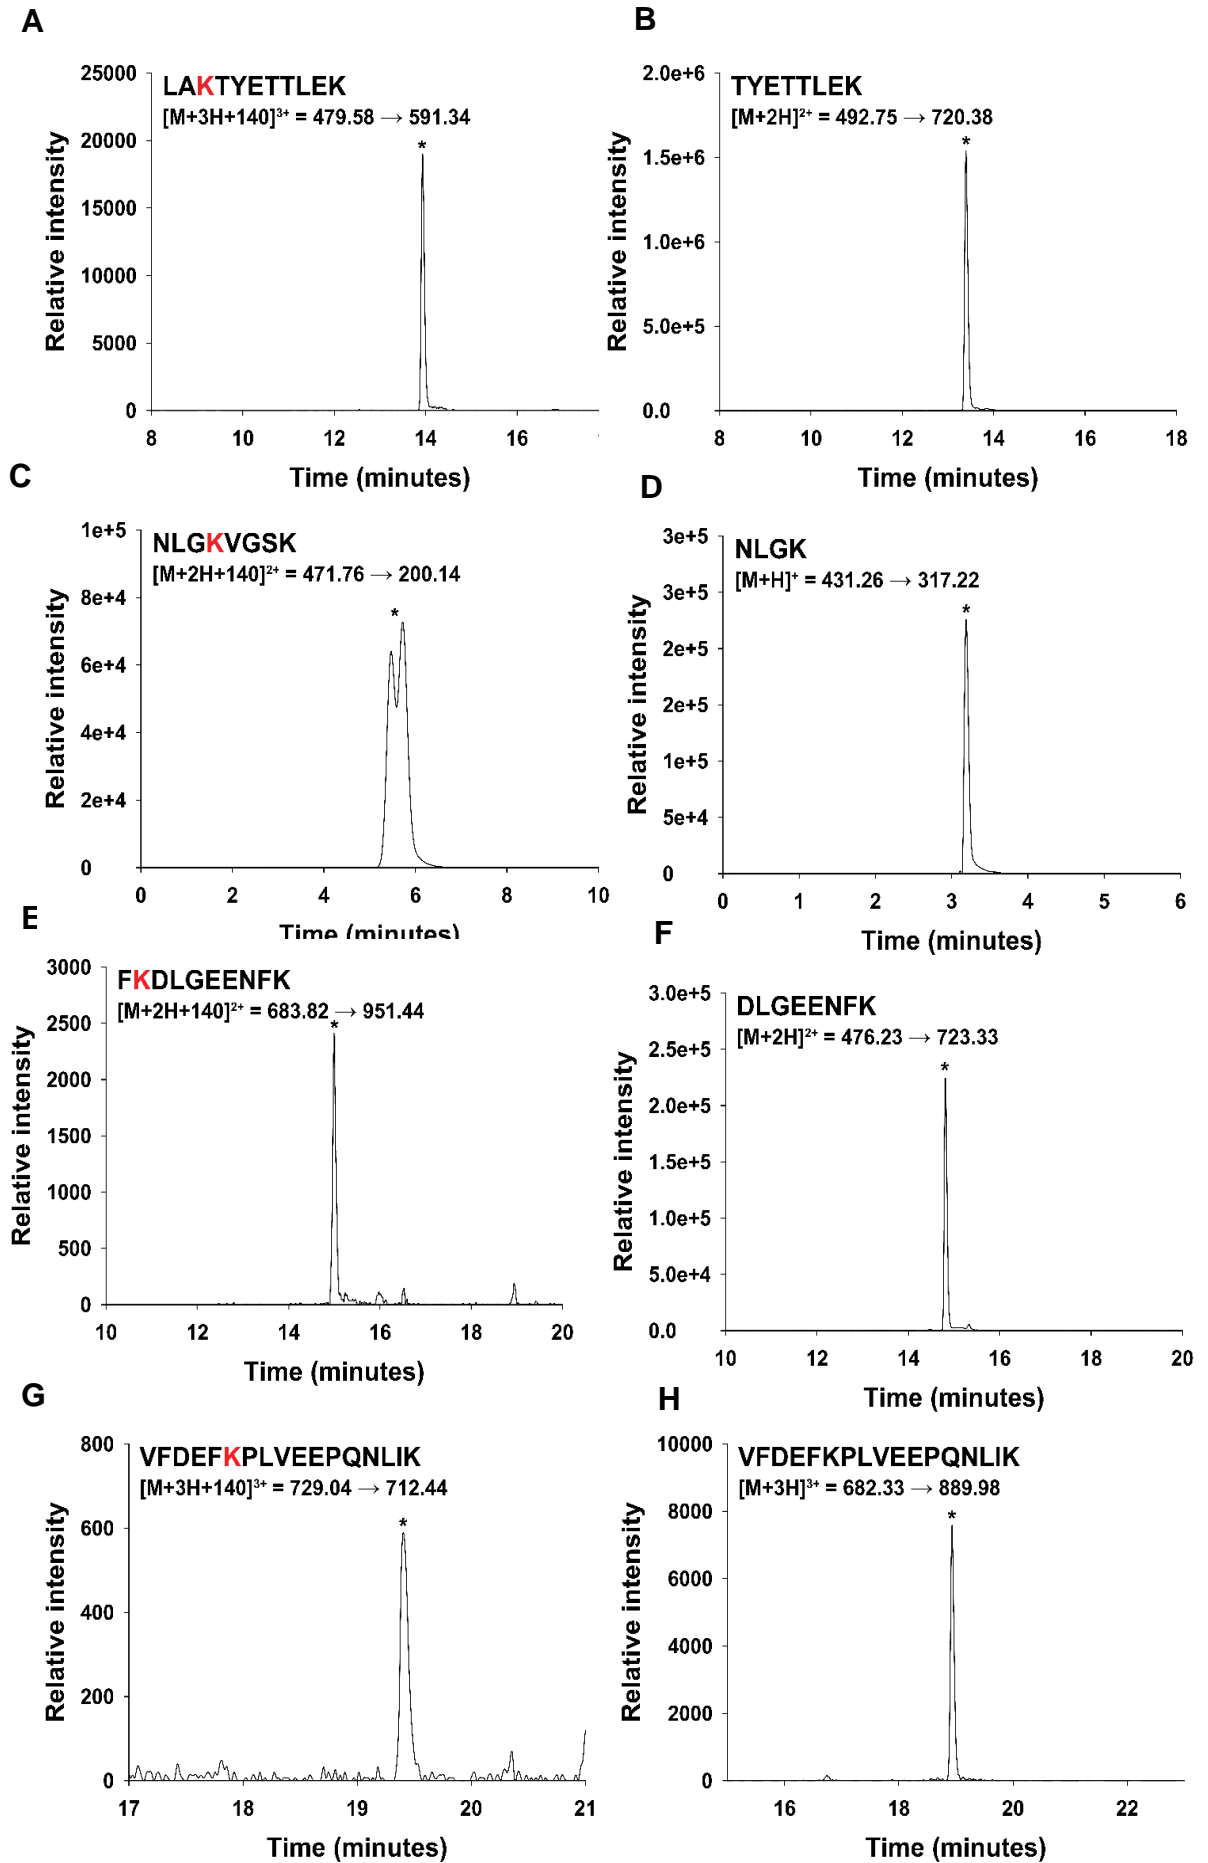 A
LAKTYETTLEK
[M+3H+140]3+ = 479.58 → 591.34
*
25000
20000
15000
10000
5000
0
Relative intensity
8 10 12 14 16
Time (minutes)
B
TYETTLEK
[M+2H]2+ = 492.75 → 720.38
*
2.0e+6
1.5e+6
1.0e+6
5.0e+5
0.0
Relative intensity
8 10 12 14 16 18
Time (minutes)
C
NLGKVGSK
[M+2H+140]2+ = 471.76 → 200.14
*
1e+5
8e+4
6e+4
4e+4
2e+4
0
Relative intensity
0 2 4 6 8 10
Time (minutes)
D
NLGK
[M+H]+ = 431.26 → 317.22
*
3e+5
3e+5
2e+5
2e+5
1e+5
5e+4
0
Relative intensity
0 1 2 3 4 5 6
Time (minutes)
E
FKDLGEENFK
[M+2H+140]2+ = 683.82 → 951.44
*
3000
2500
2000
1500
1000
500
0
Relative intensity
10 12 14 16 18 20
Time (minutes)
F
DLGEENFK
[M+2H]2+ = 476.23 → 723.33
*
3.0e+5
2.5e+5
2.0e+5
1.5e+5
1.0e+5
5.0e+4
0.0
Relative intensity
10 12 14 16 18 20
Time (minutes)
G
VFDEFKPLVEEPQNLIK
[M+3H+140]3+ = 729.04 → 712.44
*
800
600
400
200
0
Relative intensity
17 18 19 20 21
Time (minutes)
H
VFDEFKPLVEEPQNLIK
[M+3H]3+ = 682.33 → 889.98
*
10000
8000
6000
4000
2000
0
Relative intensity
16 18 20 22
Time (minutes)